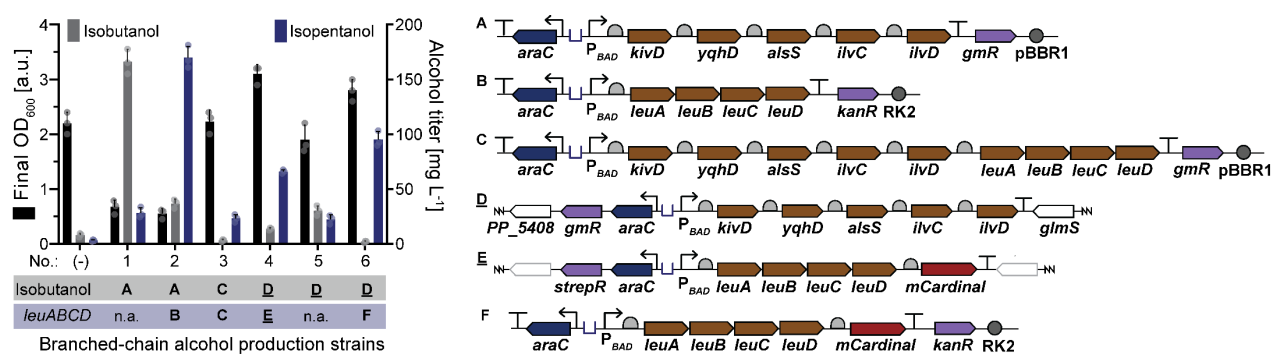 Isobutanol
Isopentanol
Final OD600 [a.u.]
Alcohol titer [mg L-1]
4
3
2
1
0
200
150
100
50
0
No.: (-) 1 2 3 4 5 6
Isobutanol A A C D D D
leuABCD n.a. B C E n.a. F
Branched-chain alcohol production strains
A
araC PBAD kivD yqhD alsS ilvC ilvD gmR pBBR1
B
araC PBAD leuA leuB leuC leuD kanR RK2
C
araC PBAD kivD yqhD alsS ilvC ilvD leuA leuB leuC leuD gmR pBBR1
D
PP_5408 gmR araC PBAD kivD yqhD alsS ilvC ilvD glmS
E
strepR araC PBAD leuA leuB leuC leuD mCardinal
F
araC PBAD leuA leuB leuC leuD mCardinal kanR RK2